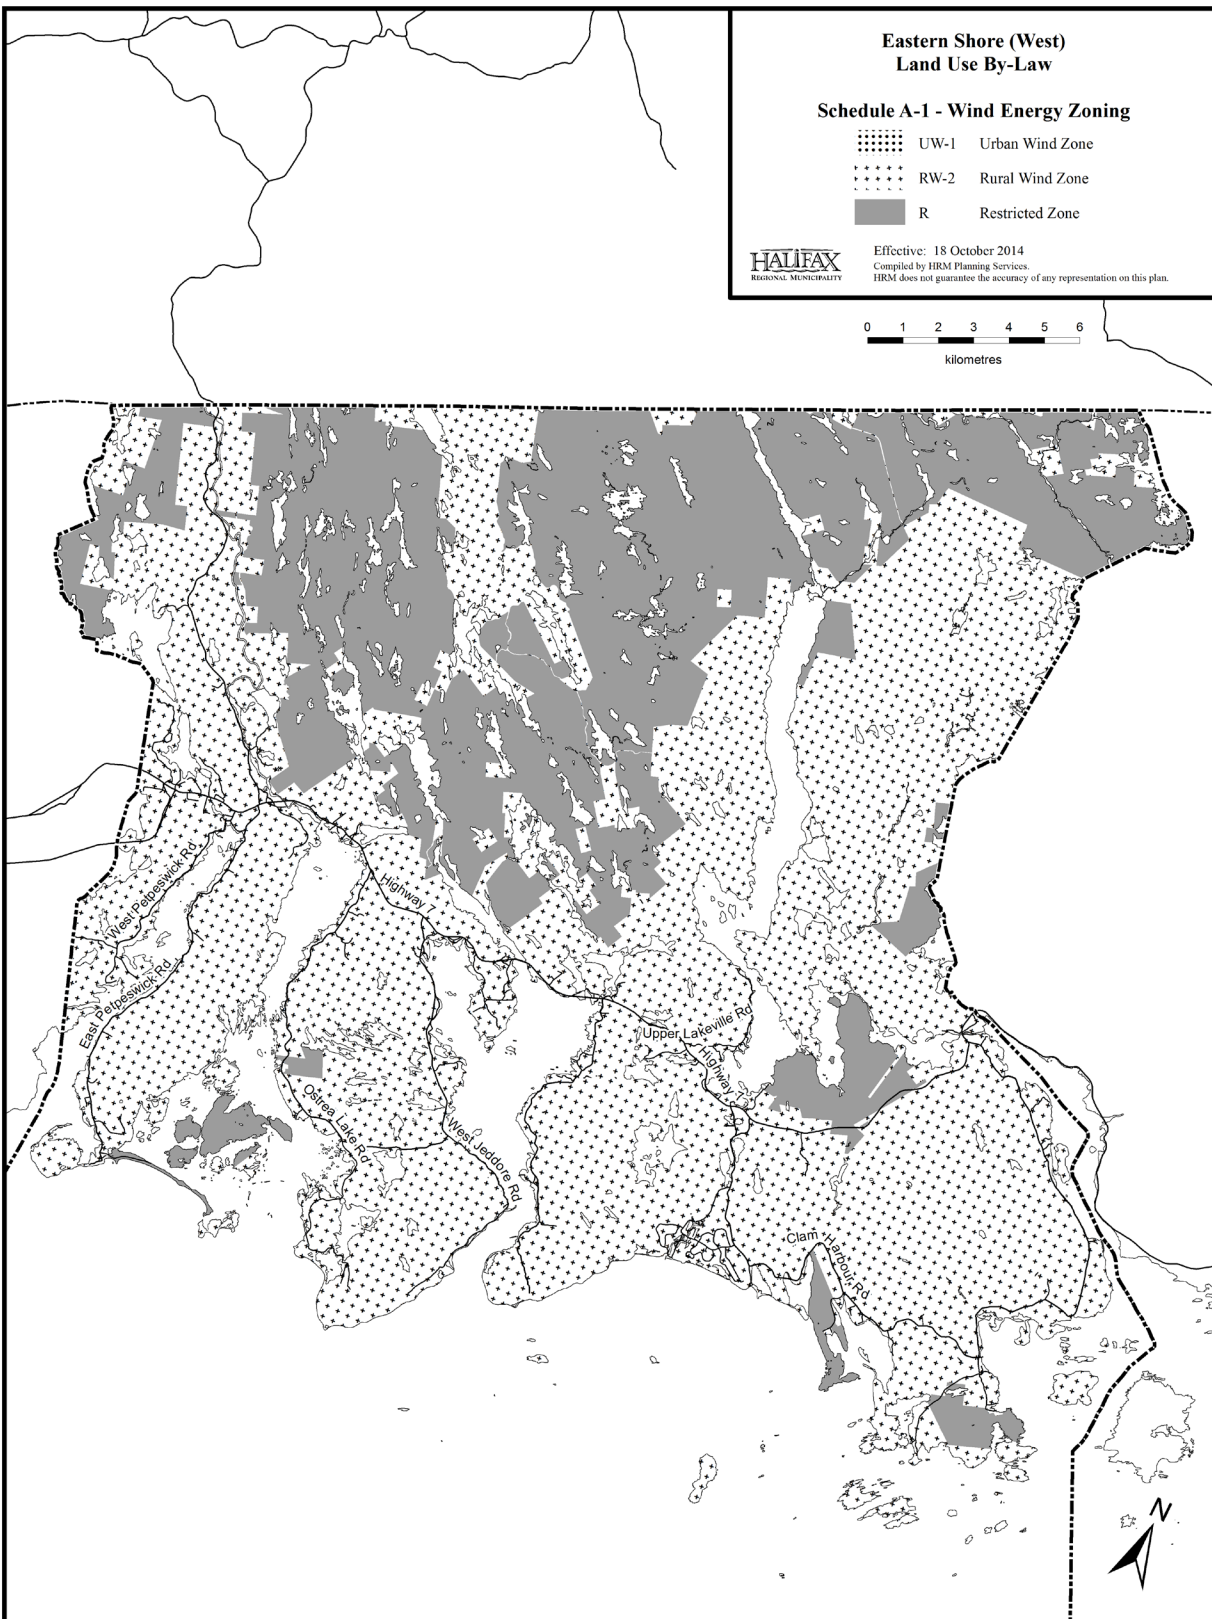 Eastern Shore (West)
Land Use By-Law
Schedule A-1 - Wind Energy Zoning
UW-1 Urban Wind Zone
RW-2 Rural Wind Zone
R Restricted Zone
HALIFAX
REGIONAL MUNICIPALITY
Effective: 18 October 2014
Compiled by HRM Planning Services.
HRM does not guarantee the accuracy of any representation on this plan.
0 1 2 3 4 5 6
kilometres
West Petpeswick Rd
Highway 7
East Petpeswick Rd
Upper Lakeville Rd
Highway 7
Ostrea Lake Rd
West Jeddore Rd
Clam Harbour Rd
N